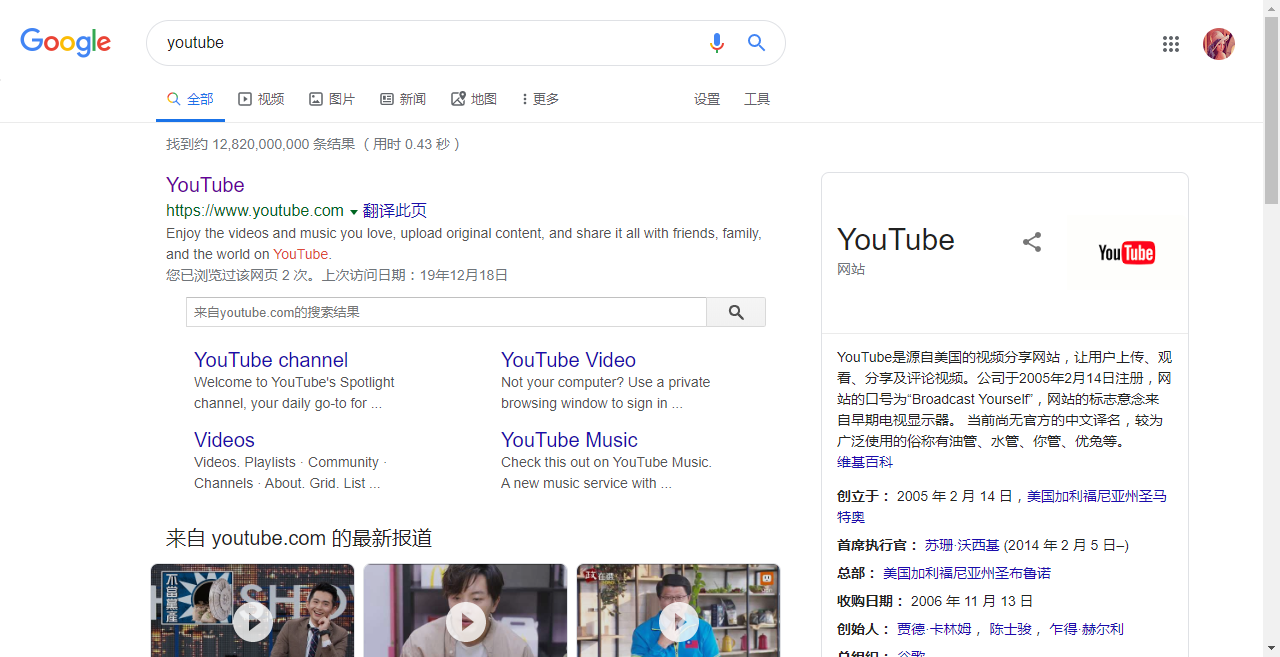 Google
youtube
全部
视频
图片
新闻
地图
更多
设置
工具
找到约 12,820,000,000 条结果 （用时 0.43 秒）
YouTube
https://www.youtube.com 翻译此页
Enjoy the videos and music you love, upload original content, and share it all with friends, family,
and the world on YouTube.
您已浏览过该网页 2 次。上次访问日期：19年12月18日
来自youtube.com的搜索结果
YouTube channel
Welcome to YouTube's Spotlight
channel, your daily go-to for ...
YouTube Video
Not your computer? Use a private
browsing window to sign in ...
Videos
Videos. Playlists · Community ·
Channels · About. Grid. List ...
YouTube Music
Check this out on YouTube Music.
A new music service with ...
来自 youtube.com 的最新报道
不當黨產
SHOW
YouTube
网站
YouTube
YouTube是源自美国的视频分享网站，让用户上传、观
看、分享及评论视频。公司于2005年2月14日注册，网
站的口号为“Broadcast Yourself”，网站的标志意念来
自早期电视显示器。 当前尚无官方的中文译名，较为
广泛使用的俗称有油管、水管、你管、优兔等。
维基百科
创立于： 2005 年 2 月 14 日，美国加利福尼亚州圣马
特奥
首席执行官： 苏珊·沃西基 (2014 年 2 月 5 日–)
总部： 美国加利福尼亚州圣布鲁诺
收购日期： 2006 年 11 月 13 日
创始人： 贾德·卡林姆， 陈士骏， 乍得·赫尔利
总组织： 谷歌